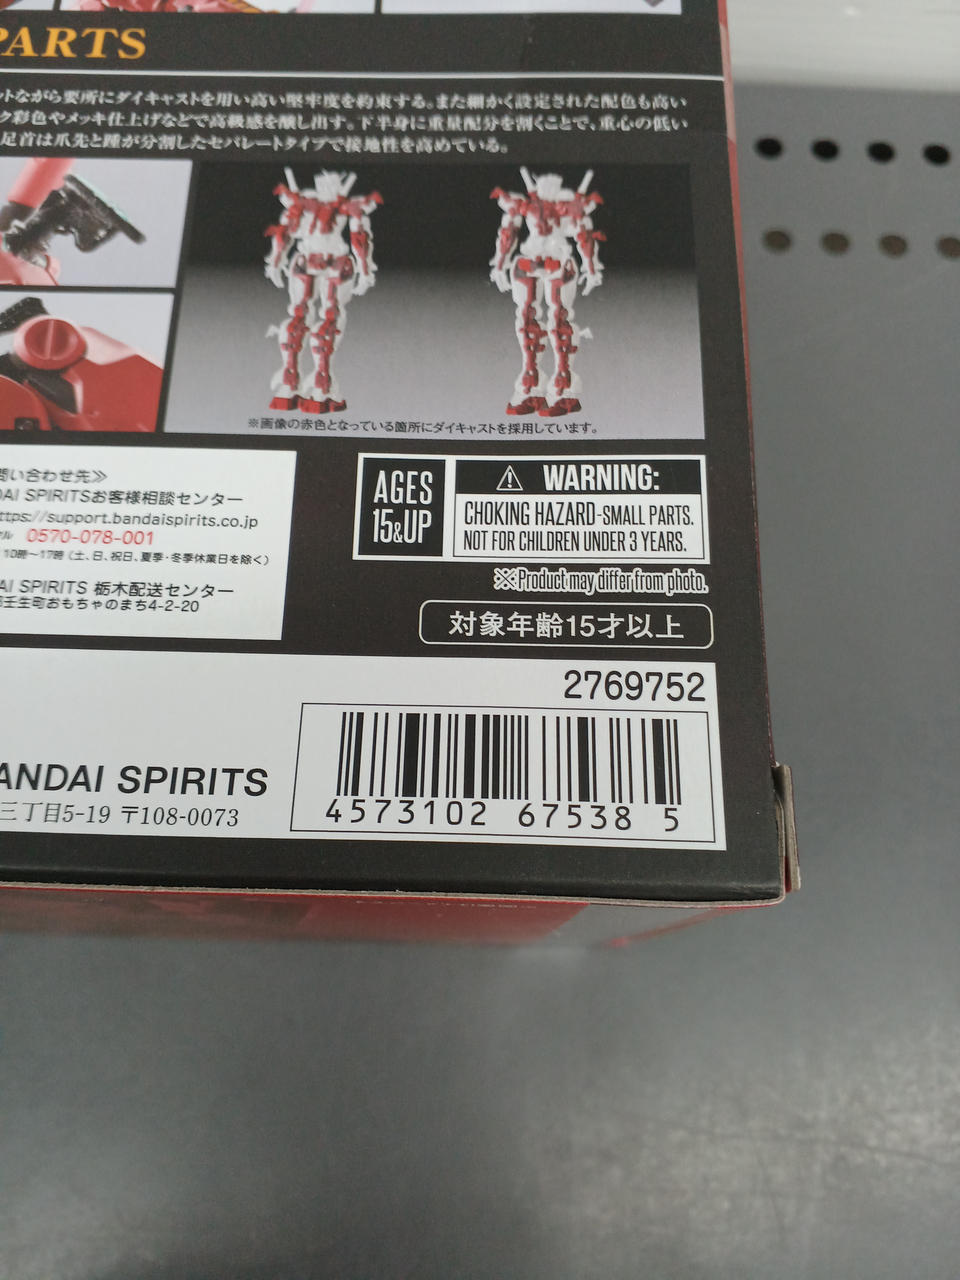 PARTS
ットながら要所にダイキャストを用い高い堅牢度を約束する。また細かく設定された配色も高い
ク彩色やメッキ仕上げなどで高級感を醸し出す。下半身に重量配分を割くことで、重心の低い
足首は爪先と踵が分割したセパレートタイプで接地性を高めている。
※画像の赤色となっている箇所にダイキャストを採用しています。
問い合わせ先≫
DAI SPIRITSお客様相談センター
ttps://support.bandaispirits.co.jp
ル 0570-078-001
10時～17時（土、日、祝日、夏季・冬季休業日を除く）
AI SPIRITS 栃木配送センター
壬生町おもちゃのまち4-2-20
AGES
15&UP
WARNING:
CHOKING HAZARD-SMALL PARTS.
NOT FOR CHILDREN UNDER 3 YEARS.
※Product may differ from photo.
対象年齢15才以上
2769752
ANDAI SPIRITS
三丁目5-19 〒108-0073
4573102 67538 5